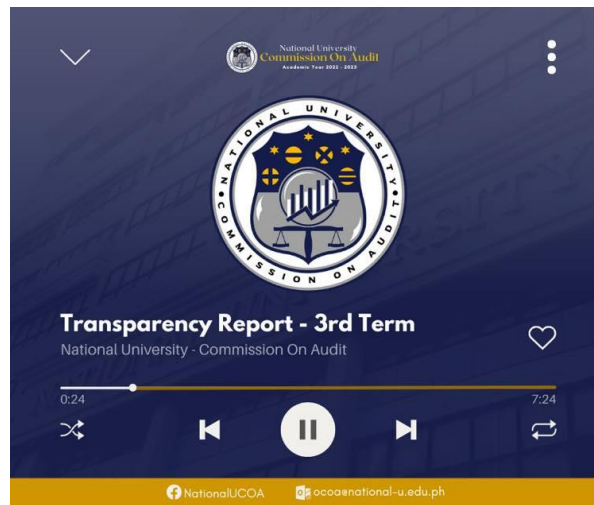 National University
Commission On Audit
Academic Year 2022 - 2023
NATIONAL UNIVERSITY
COMMISSION ON AUDIT
Transparency Report - 3rd Term
National University - Commission On Audit
0:24
7:24
NationalUCOA
ocoa@national-u.edu.ph